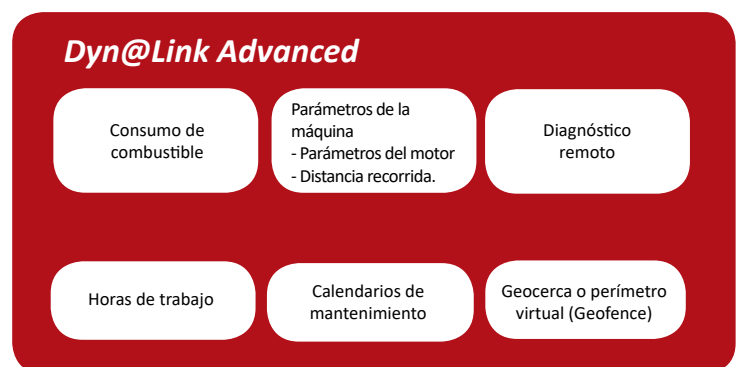 Dyn@Link Advanced
Consumo de
combustible
Parámetros de la
máquina
- Parámetros del motor
- Distancia recorrida.
Diagnóstico
remoto
Horas de trabajo
Calendarios de
mantenimiento
Geocerca o perímetro
virtual (Geofence)